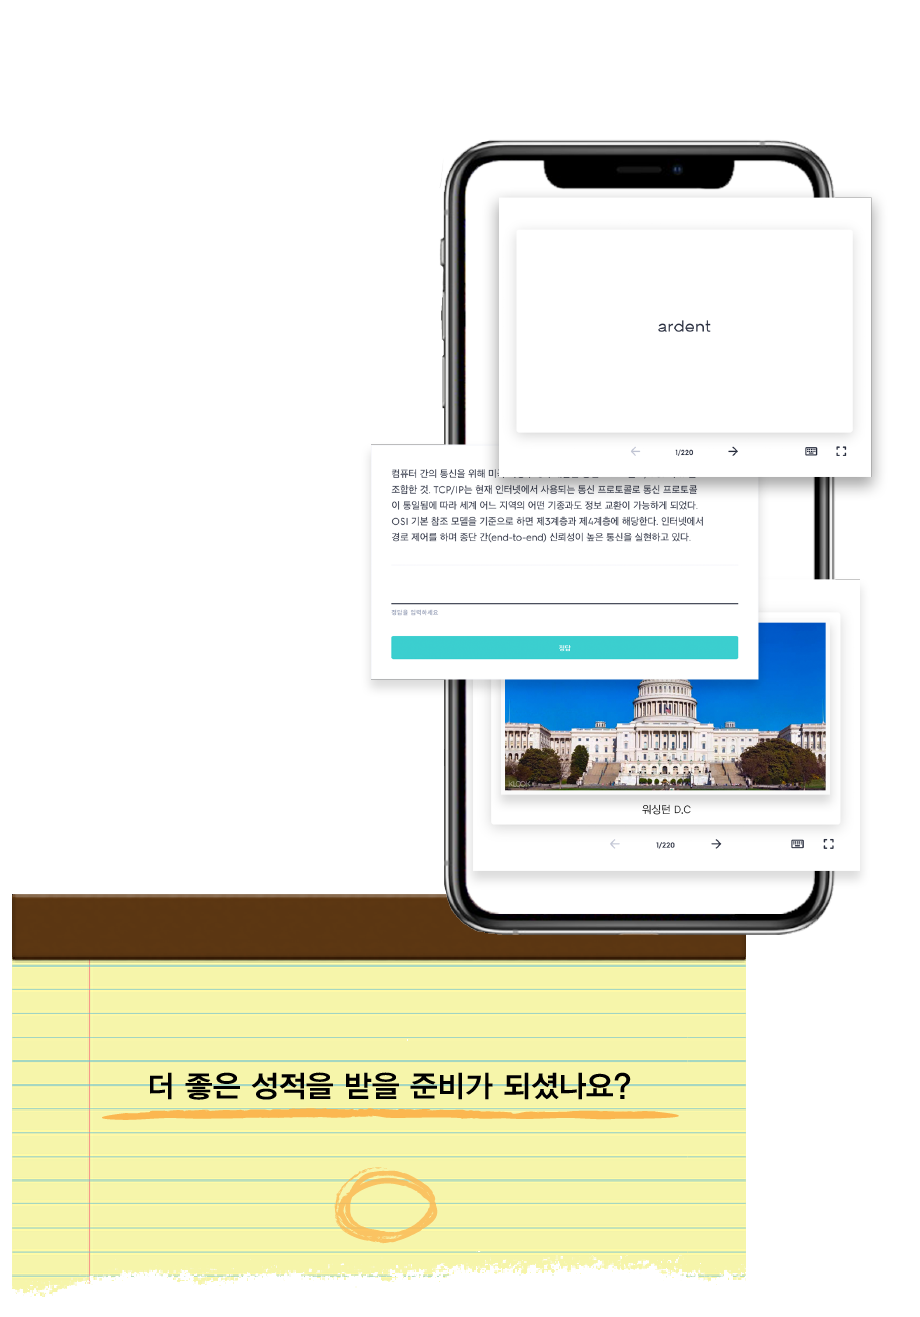 ardent
1/220
컴퓨터 간의 통신을 위해 미
조합한 것. TCP/IP는 현재 인터넷에서 사용되는 통신 프로토콜로 통신 프로토콜
이 통일됨에 따라 세계 어느 지역의 어떤 기종과도 정보 교환이 가능하게 되었다.
OSI 기본 참조 모델을 기준으로 하면 제3계층과 제4계층에 해당한다. 인터넷에서
경로 제어를 하며 종단 간(end-to-end) 신뢰성이 높은 통신을 실현하고 있다.
정답을 입력하세요
정답
KLOOK
워싱턴 D.C
1/220
더 좋은 성적을 받을 준비가 되셨나요?